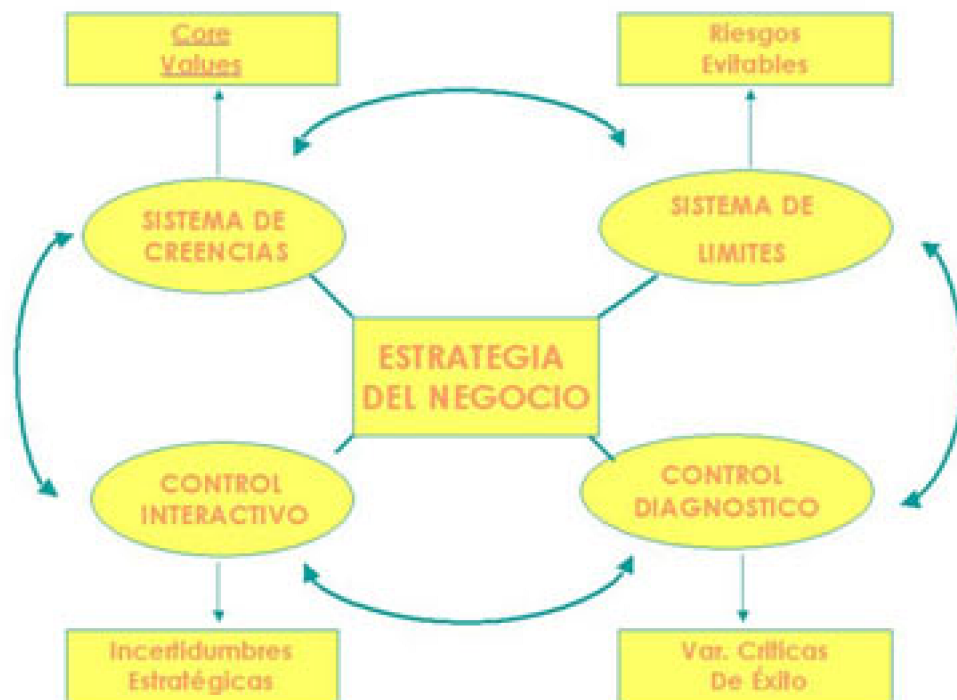 Core
Values
Riesgos
Evitables
SISTEMA DE
CREENCIAS
SISTEMA DE
LIMITES
ESTRATEGIA
DEL NEGOCIO
CONTROL
INTERACTIVO
CONTROL
DIAGNOSTICO
Incertidumbres
Estratégicas
Var. Criticas
De Éxito